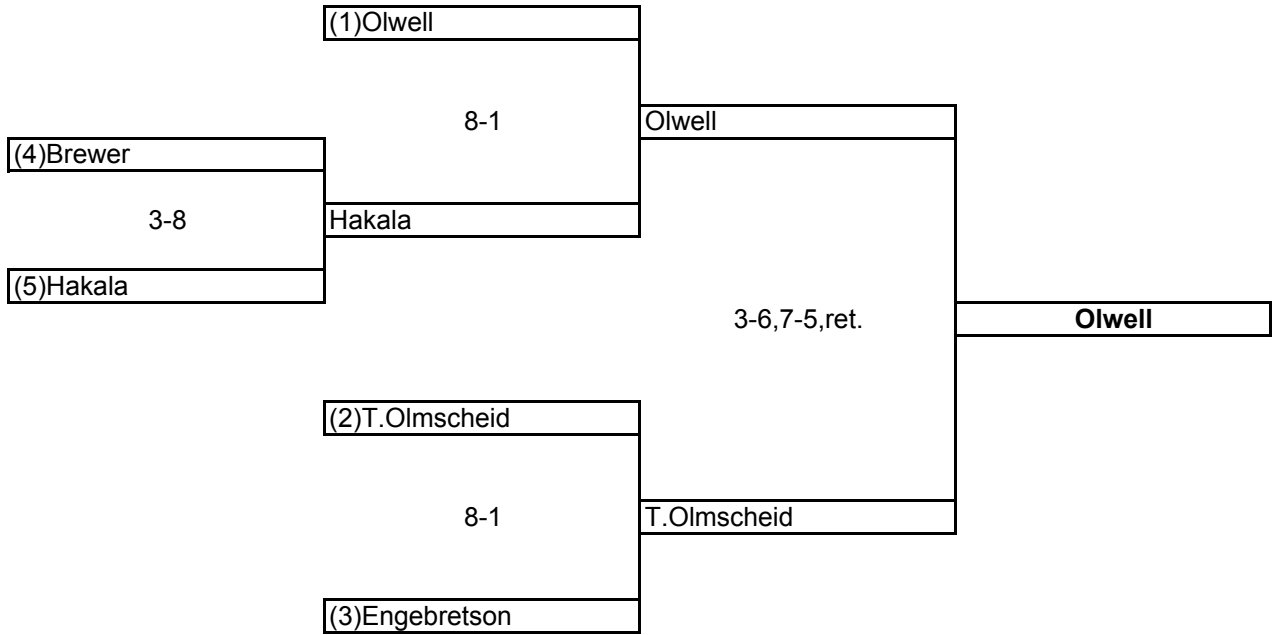 (1)Olwell
8-1
Olwell
(4)Brewer
3-8
Hakala
(5)Hakala
3-6,7-5,ret.
Olwell
(2)T.Olmscheid
8-1
T.Olmscheid
(3)Engebretson